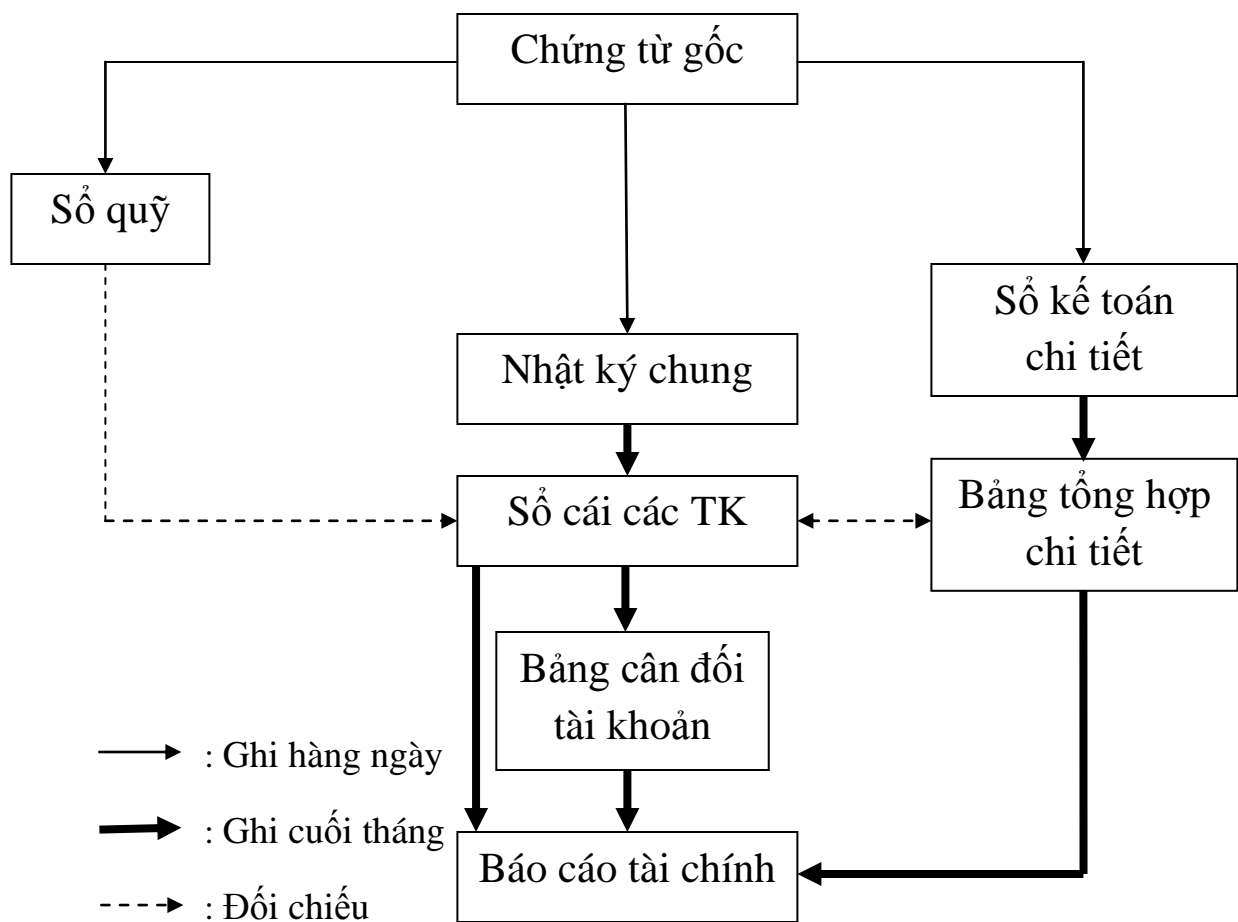 Chứng từ gốc
Sổ quỹ
Sổ kế toán
chi tiết
Nhật ký chung
Sổ cái các TK
Bảng tổng hợp
chi tiết
Bảng cân đối
tài khoản
: Ghi hàng ngày
: Ghi cuối tháng
Báo cáo tài chính
: Đối chiếu